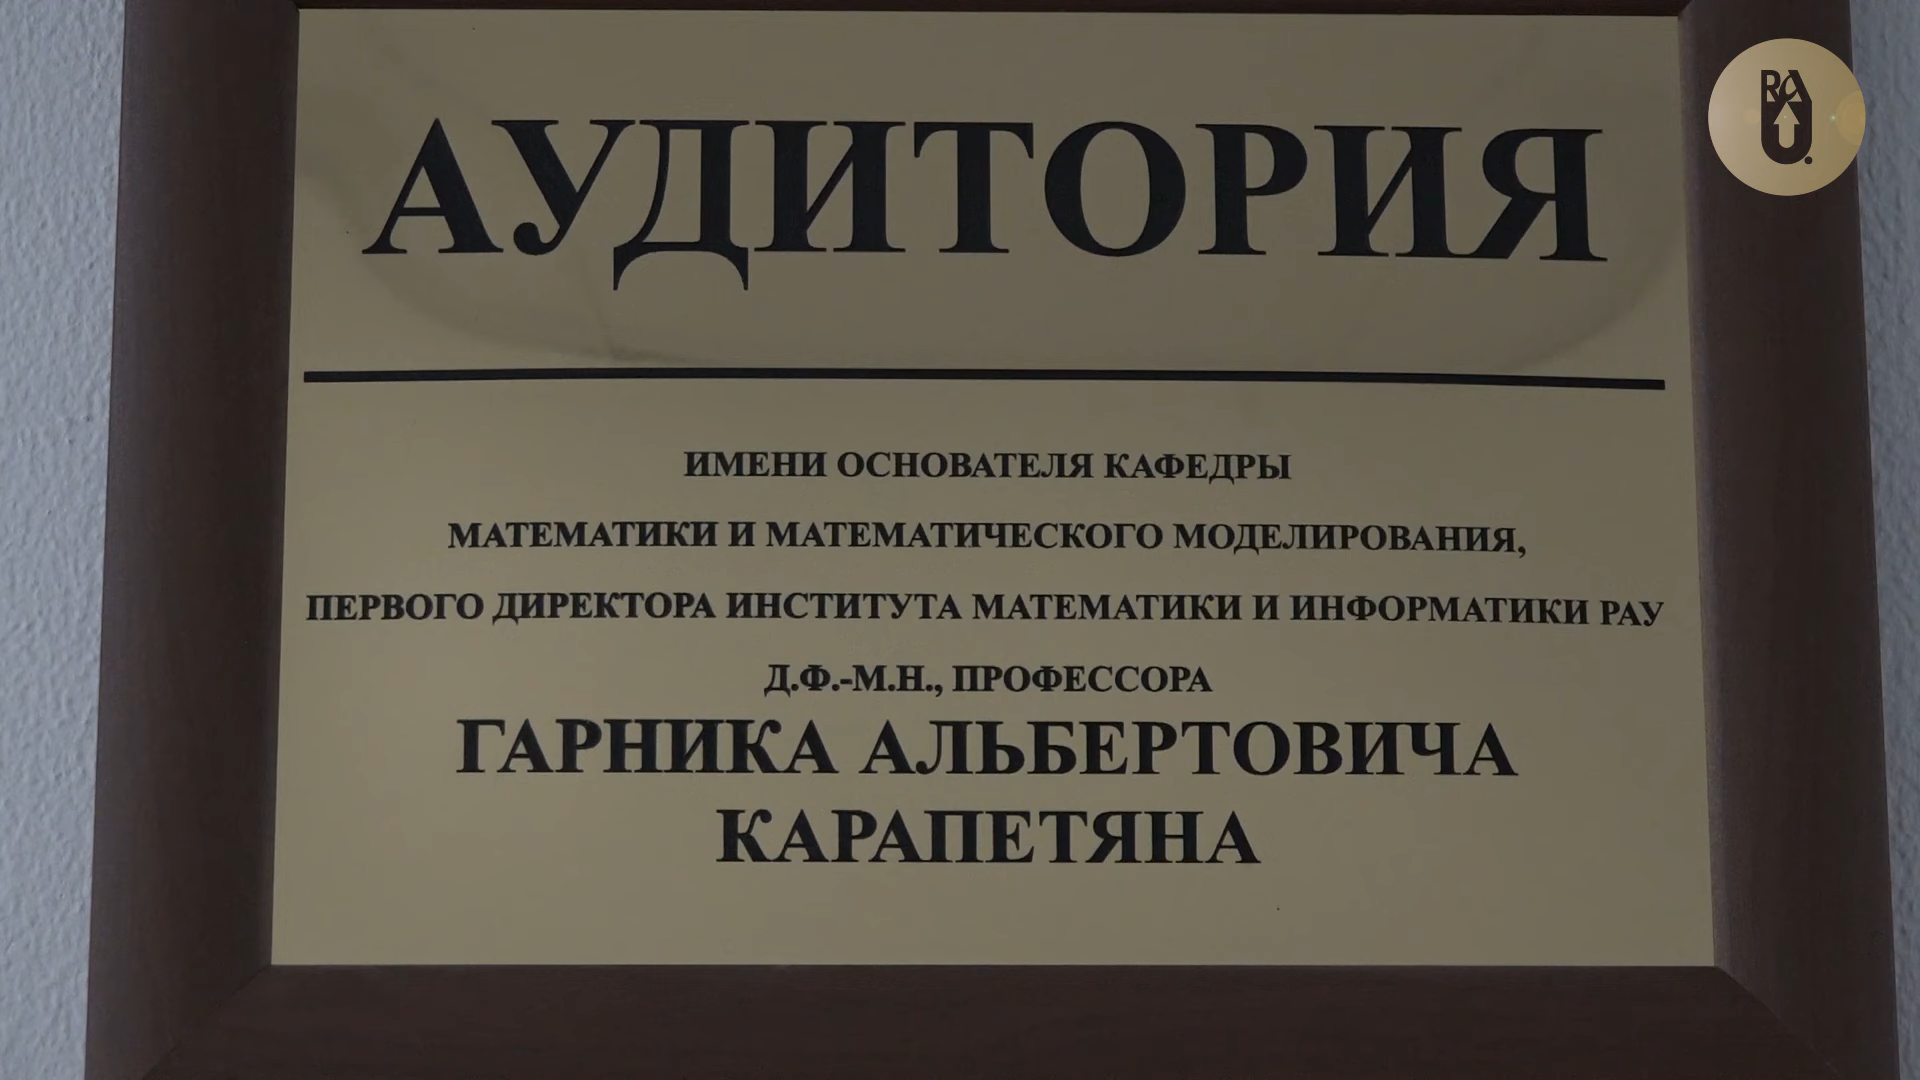 RAU
АУДИТОРИЯ
ИМЕНИ ОСНОВАТЕЛЯ КАФЕДРЫ
МАТЕМАТИКИ И МАТЕМАТИЧЕСКОГО МОДЕЛИРОВАНИЯ,
ПЕРВОГО ДИРЕКТОРА ИНСТИТУТА МАТЕМАТИКИ И ИНФОРМАТИКИ РАУ
Д.Ф.-М.Н., ПРОФЕССОРА
ГАРНИКА АЛЬБЕРТОВИЧА
КАРАПЕТЯНА